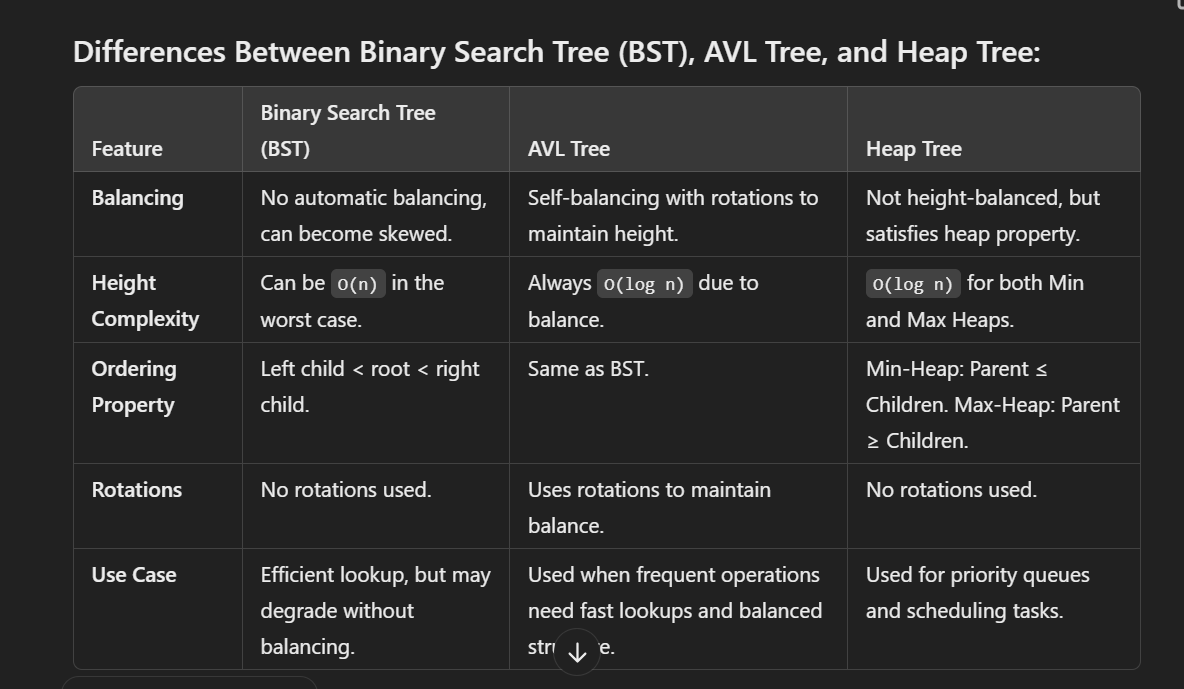 Differences Between Binary Search Tree (BST), AVL Tree, and Heap Tree:
Binary Search Tree
Feature (BST) AVL Tree Heap Tree
Balancing No automatic balancing, Self-balancing with rotations to Not height-balanced, but
can become skewed. maintain height. satisfies heap property.
Height Can be O(n) in the Always O(log n) due to O(log n) for both Min
Complexity worst case. balance. and Max Heaps.
Ordering Left child < root < right Same as BST. Min-Heap: Parent ≤
Property child. Children. Max-Heap: Parent
≥ Children.
Rotations No rotations used. Uses rotations to maintain No rotations used.
balance.
Use Case Efficient lookup, but may Used when frequent operations Used for priority queues
degrade without need fast lookups and balanced and scheduling tasks.
balancing.